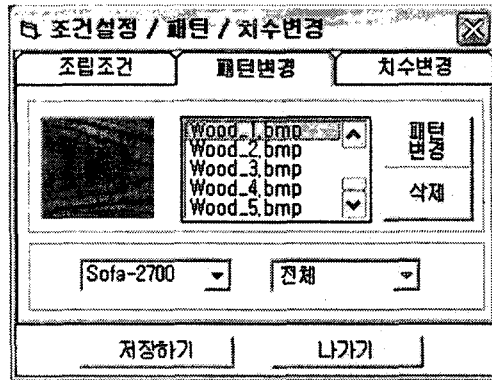 조건설정 / 패턴 / 치수변경
조립조건 패턴변경 치수변경
Wood_1.bmp
Wood_2.bmp
Wood_3.bmp
Wood_4.bmp
Wood_5.bmp
패턴
변경
삭제
Sofa-2700 전체
저장하기 나가기